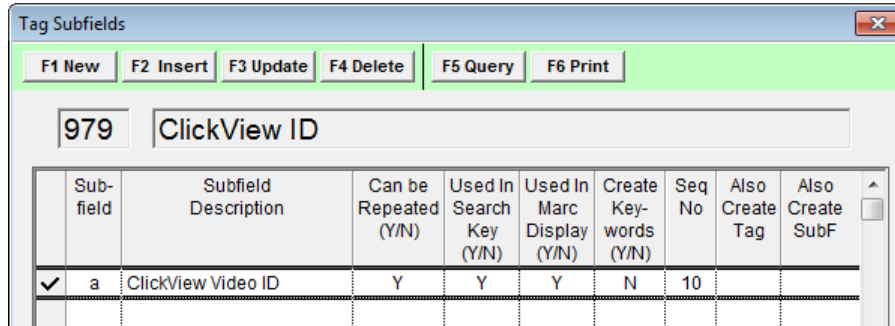 Tag Subfields
F1 New F2 Insert F3 Update F4 Delete F5 Query F6 Print
979 ClickView ID
Sub- Subfield Can be Used In Used In Create Seq Also Also
field Description Repeated Search Marc Key- No Create Create
(Y/N) Key Display words Tag SubF
(Y/N) (Y/N) (Y/N)
a ClickView Video ID Y Y Y N 10